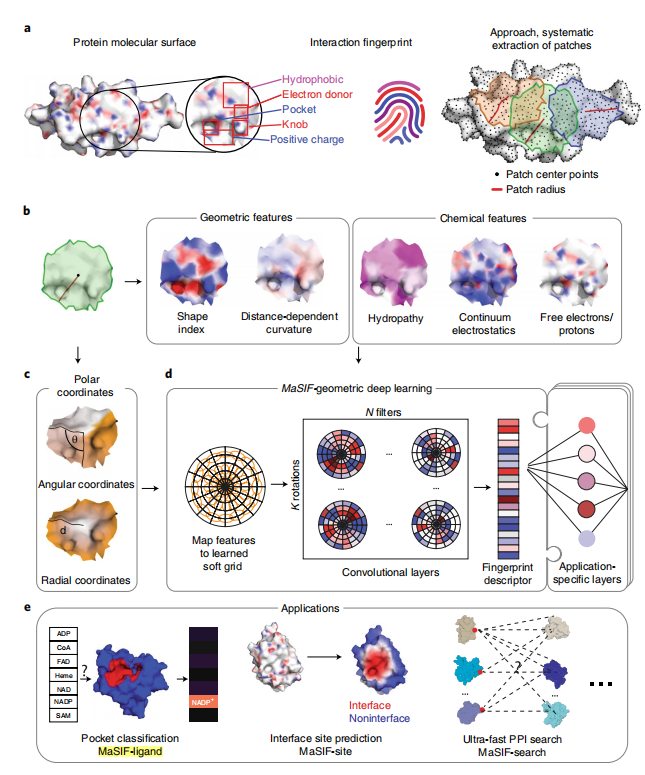 a
Protein molecular surface
Interaction fingerprint
Approach, systematic
extraction of patches
Hydrophobic
Electron donor
Pocket
Knob
Positive charge
Patch center points
Patch radius
b
Geometric features
Chemical features
Shape
index
Distance-dependent
curvature
Hydropathy
Continuum
electrostatics
Free electrons/
protons
c
Polar
coordinates
θ
Angular coordinates
d
Radial coordinates
d
MaSIF-geometric deep learning
N filters
K rotations
...
...
...
...
Map features
to learned
soft grid
Convolutional layers
Fingerprint
descriptor
Application-
specific layers
e
Applications
ADP
CoA
FAD
Heme
NAD
NADP
SAM
?
NADP+
Pocket classification
MaSIF-ligand
Interface
Noninterface
Interface site prediction
MaSIF-site
?
...
...
...
Ultra-fast PPI search
MaSIF-search